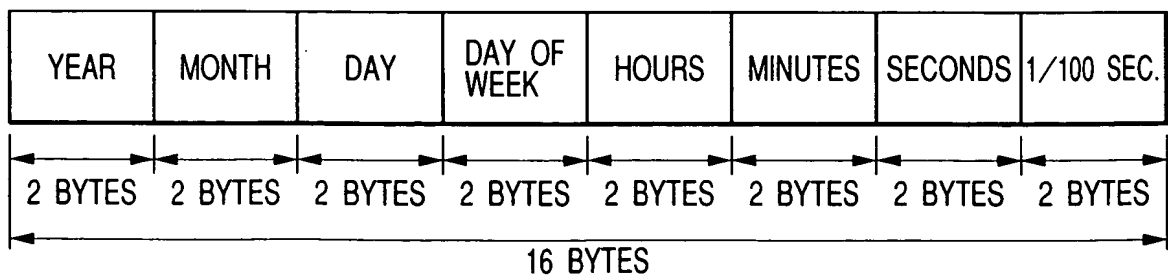 YEAR MONTH DAY DAY OF WEEK HOURS MINUTES SECONDS 1/100 SEC.
2 BYTES 2 BYTES 2 BYTES 2 BYTES 2 BYTES 2 BYTES 2 BYTES 2 BYTES
16 BYTES